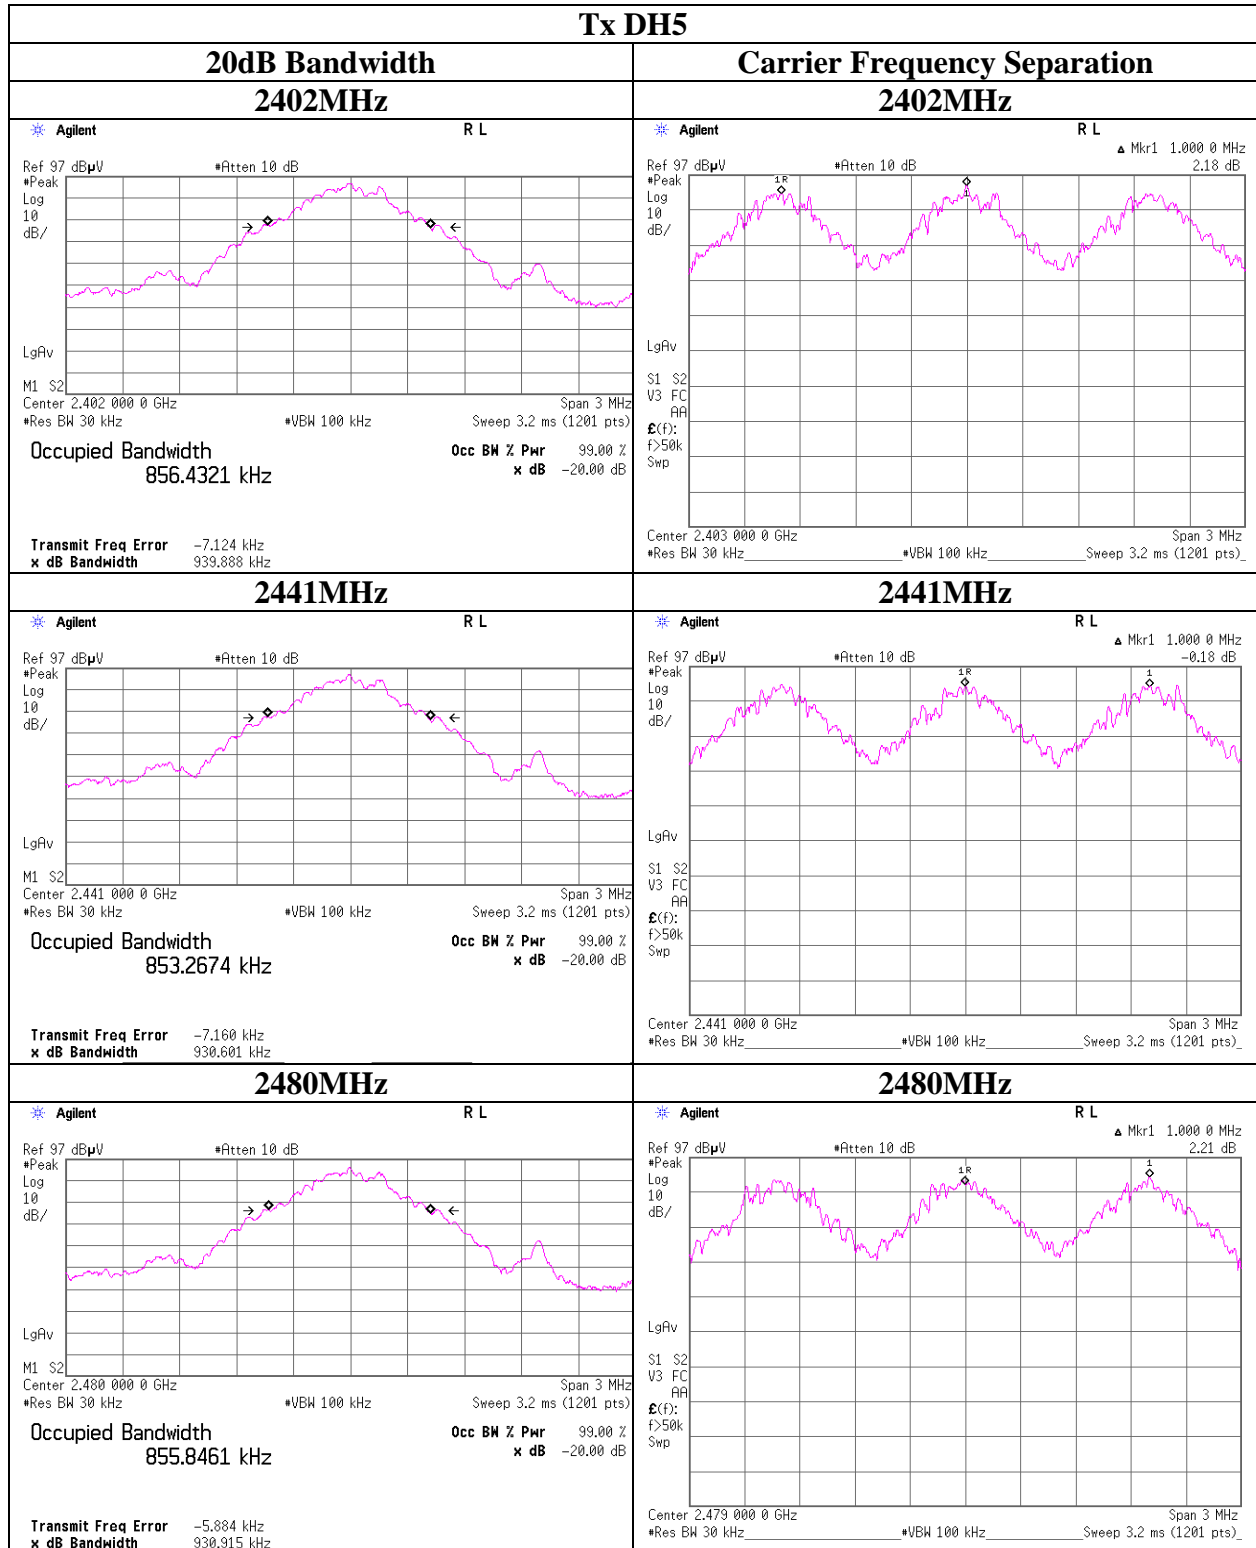 Tx DH5
20dB Bandwidth
Carrier Frequency Separation
2402MHz
2402MHz
Agilent
R L
Ref 97 dBµV
#Atten 10 dB
#Peak
Log
10
dB/
LgAv
M1 S2
Center 2.402 000 0 GHz
Span 3 MHz
#Res BW 30 kHz
#VBW 100 kHz
Sweep 3.2 ms (1201 pts)
Occupied Bandwidth
856.4321 kHz
Occ BW % Pwr 99.00 %
x dB -20.00 dB
Transmit Freq Error -7.124 kHz
x dB Bandwidth 939.888 kHz
Agilent
R L
Δ Mkr1 1.000 0 MHz
Ref 97 dBµV
#Atten 10 dB
2.18 dB
#Peak
Log
10
dB/
1R
1
LgAv
S1 S2
V3 FC
AA
£(f):
f>50k
Swp
Center 2.403 000 0 GHz
Span 3 MHz
#Res BW 30 kHz
#VBW 100 kHz
Sweep 3.2 ms (1201 pts)
2441MHz
2441MHz
Agilent
R L
Ref 97 dBµV
#Atten 10 dB
#Peak
Log
10
dB/
LgAv
M1 S2
Center 2.441 000 0 GHz
Span 3 MHz
#Res BW 30 kHz
#VBW 100 kHz
Sweep 3.2 ms (1201 pts)
Occupied Bandwidth
853.2674 kHz
Occ BW % Pwr 99.00 %
x dB -20.00 dB
Transmit Freq Error -7.160 kHz
x dB Bandwidth 930.601 kHz
Agilent
R L
Δ Mkr1 1.000 0 MHz
Ref 97 dBµV
#Atten 10 dB
-0.18 dB
#Peak
Log
10
dB/
1R
1
LgAv
S1 S2
V3 FC
AA
£(f):
f>50k
Swp
Center 2.441 000 0 GHz
Span 3 MHz
#Res BW 30 kHz
#VBW 100 kHz
Sweep 3.2 ms (1201 pts)
2480MHz
2480MHz
Agilent
R L
Ref 97 dBµV
#Atten 10 dB
#Peak
Log
10
dB/
LgAv
M1 S2
Center 2.480 000 0 GHz
Span 3 MHz
#Res BW 30 kHz
#VBW 100 kHz
Sweep 3.2 ms (1201 pts)
Occupied Bandwidth
855.8461 kHz
Occ BW % Pwr 99.00 %
x dB -20.00 dB
Transmit Freq Error -5.884 kHz
x dB Bandwidth 930.915 kHz
Agilent
R L
Δ Mkr1 1.000 0 MHz
Ref 97 dBµV
#Atten 10 dB
2.21 dB
#Peak
Log
10
dB/
1R
1
LgAv
S1 S2
V3 FC
AA
£(f):
f>50k
Swp
Center 2.479 000 0 GHz
Span 3 MHz
#Res BW 30 kHz
#VBW 100 kHz
Sweep 3.2 ms (1201 pts)